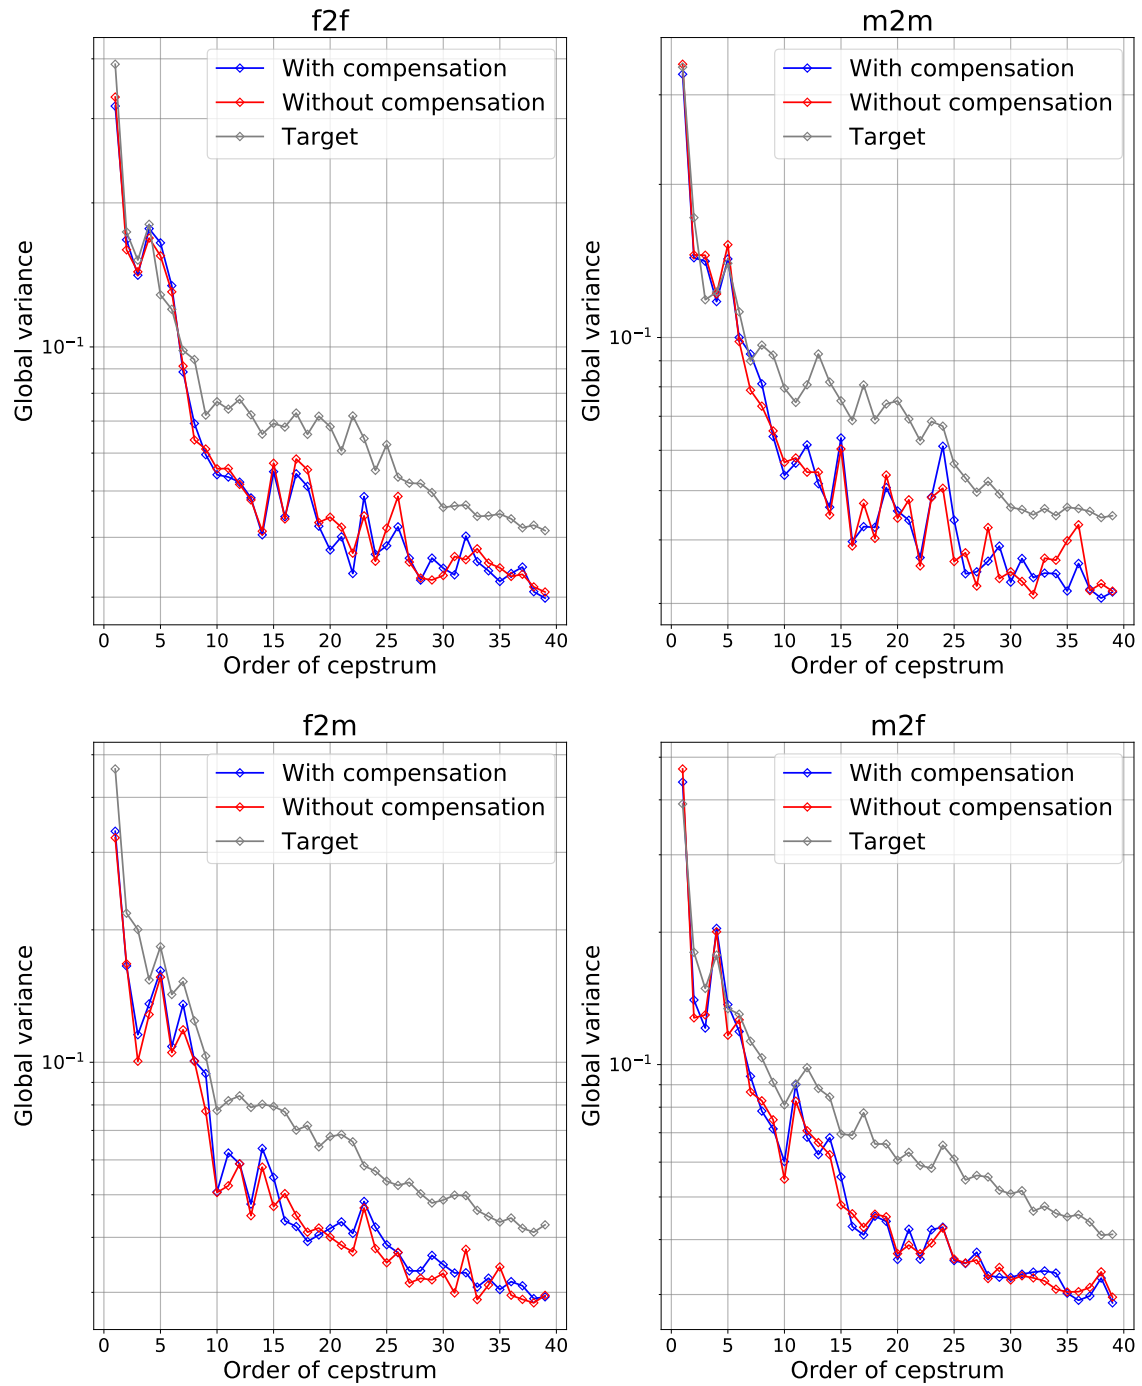 f2f
With compensation
Without compensation
Target
Global variance
10⁻¹
0 5 10 15 20 25 30 35 40
Order of cepstrum
m2m
With compensation
Without compensation
Target
Global variance
10⁻¹
0 5 10 15 20 25 30 35 40
Order of cepstrum
f2m
With compensation
Without compensation
Target
Global variance
10⁻¹
0 5 10 15 20 25 30 35 40
Order of cepstrum
m2f
With compensation
Without compensation
Target
Global variance
10⁻¹
0 5 10 15 20 25 30 35 40
Order of cepstrum